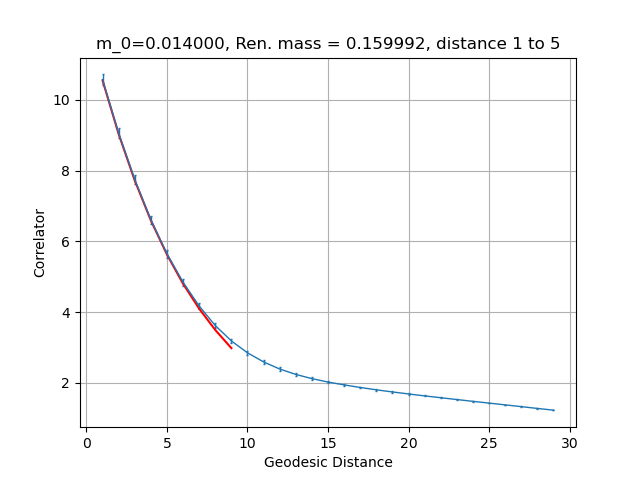 m_0=0.014000, Ren. mass = 0.159992, distance 1 to 5
10
8
6
4
2
Correlator
0 5 10 15 20 25 30
Geodesic Distance